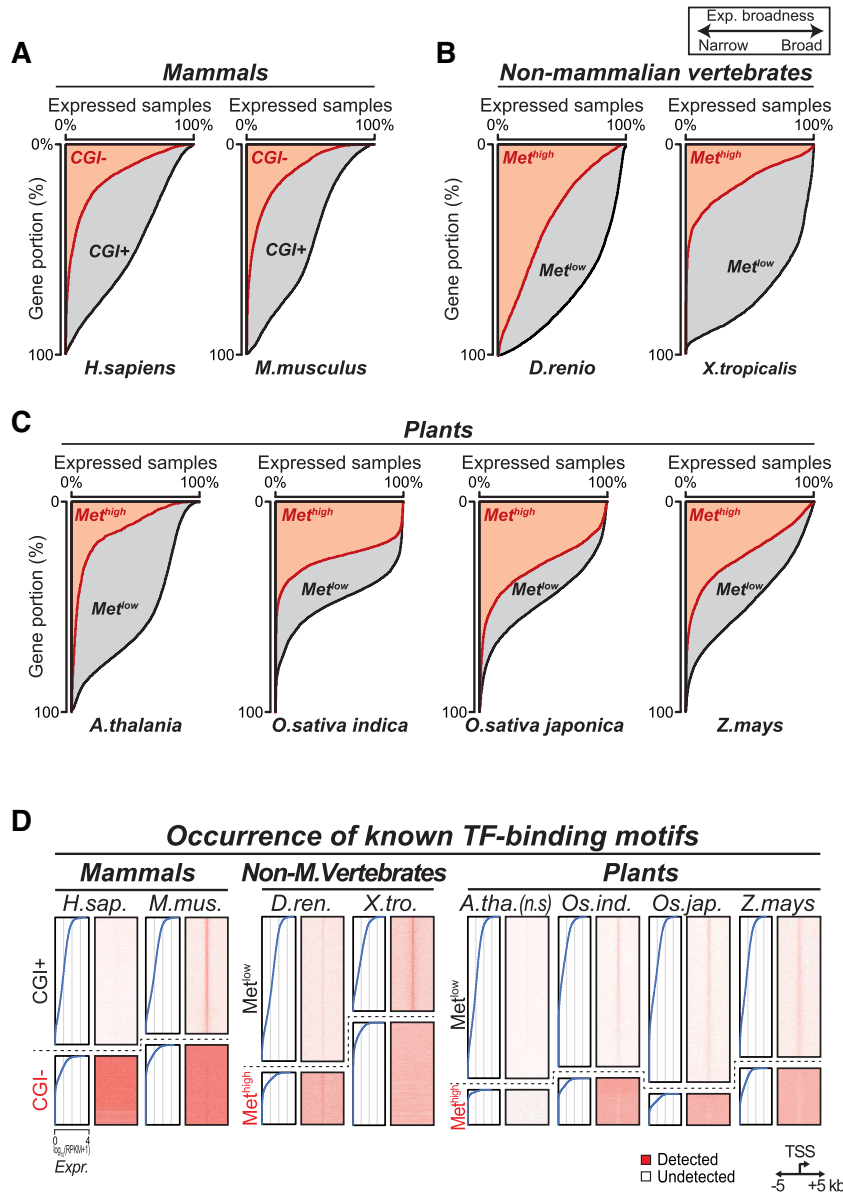 Exp. broadness
Narrow Broad
A
Mammals
Expressed samples Expressed samples
0% 100% 0% 100%
0% 0
CGI- CGI-
CGI+ CGI+
Gene portion (%)
100 100
H.sapiens M.musculus
B
Non-mammalian vertebrates
Expressed samples Expressed samples
0% 100% 0% 100%
0 0
Methigh Methigh
Metlow Metlow
Gene portion (%)
100 100
D.renio X.tropicalis
C
Plants
Expressed samples Expressed samples Expressed samples Expressed samples
0% 100% 0% 100% 0% 100% 0% 100%
0 0 0 0
Methigh Methigh Methigh Methigh
Metlow Metlow Metlow Metlow
Gene portion (%)
100 100 100 100
A.thalania O.sativa indica O.sativa japonica Z.mays
D
Occurrence of known TF-binding motifs
Mammals Non-M.Vertebrates Plants
H.sap. M.mus. D.ren. X.tro. A.tha.(n.s) Os.ind. Os.jap. Z.mays
CGI+ Metlow Metlow
CGI- Methigh Methigh
0 4
log10(RPKM+1)
Expr.
Detected
Undetected
TSS
-5 +5 kb